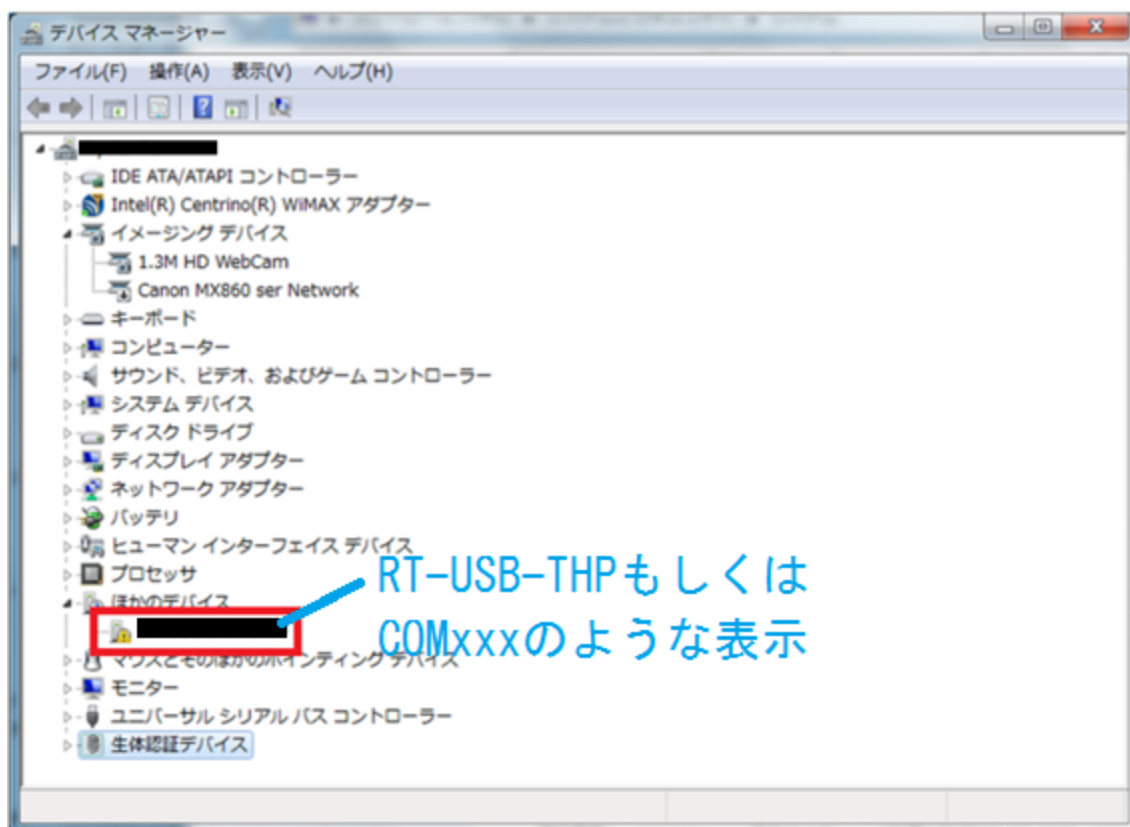 デバイス マネージャー
ファイル(F) 操作(A) 表示(V) ヘルプ(H)
IDE ATA/ATAPI コントローラー
Intel(R) Centrino(R) WiMAX アダプター
イメージング デバイス
1.3M HD WebCam
Canon MX860 ser Network
キーボード
コンピューター
サウンド、ビデオ、およびゲーム コントローラー
システム デバイス
ディスク ドライブ
ディスプレイ アダプター
ネットワーク アダプター
バッテリ
ヒューマン インターフェイス デバイス
プロセッサ
RT-USB-THPもしくは
ほかのデバイス
COMxxxのような表示
マウスとそのほかのポインティング デバイス
モニター
ユニバーサル シリアル バス コントローラー
生体認証デバイス